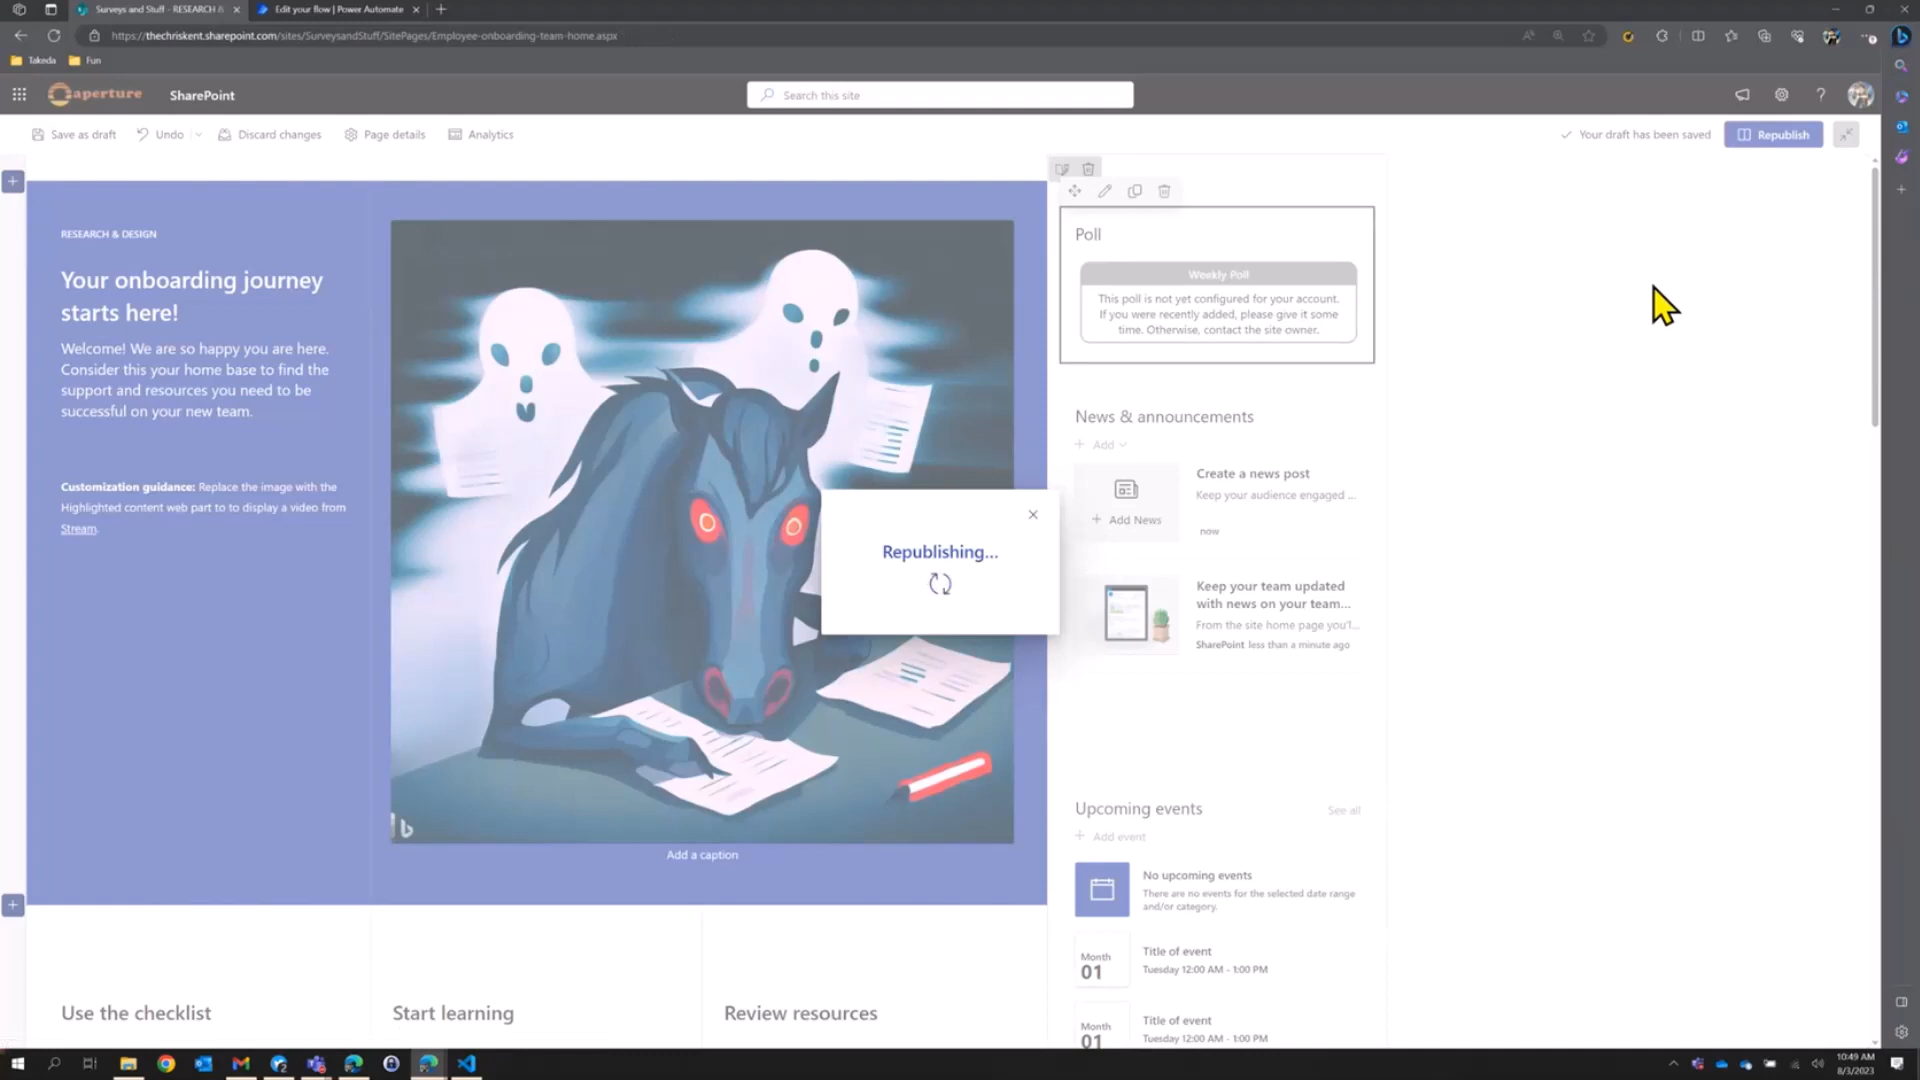 Surveys and Stuff - RESEARCH &
Edit your flow | Power Automate
https://thechriskent.sharepoint.com/sites/SurveysandStuff/SitePages/Employee-onboarding-team-home.aspx
Takeda
Fun
aperture
SharePoint
Search this site
Save as draft
Undo
Discard changes
Page details
Analytics
Your draft has been saved
Republish
RESEARCH & DESIGN
Your onboarding journey
starts here!
Welcome! We are so happy you are here.
Consider this your home base to find the
support and resources you need to be
successful on your new team.
Customization guidance: Replace the image with the
Highlighted content web part to to display a video from
Stream.
Add a caption
Republishing...
Poll
Weekly Poll
This poll is not yet configured for your account.
If you were recently added, please give it some
time. Otherwise, contact the site owner.
News & announcements
+ Add
+ Add News
Create a news post
Keep your audience engaged ...
now
Keep your team updated
with news on your team...
From the site home page you'l...
SharePoint less than a minute ago
Upcoming events
See all
+ Add event
No upcoming events
There are no events for the selected date range
and/or category.
Month
01
Title of event
Tuesday 12:00 AM - 1:00 PM
Month
01
Title of event
Tuesday 12:00 AM - 1:00 PM
Use the checklist
Start learning
Review resources
10:49 AM
8/3/2023